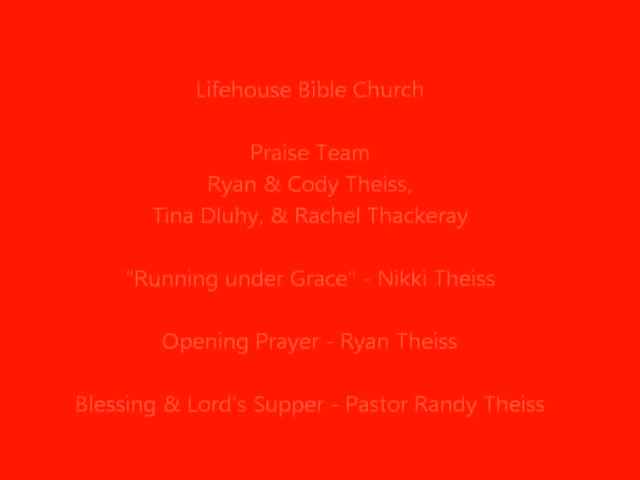 Lifehouse Bible Church
Praise Team
Ryan & Cody Theiss,
Tina Dluhy, & Rachel Thackeray
"Running under Grace" - Nikki Theiss
Opening Prayer - Ryan Theiss
Blessing & Lord's Supper - Pastor Randy Theiss